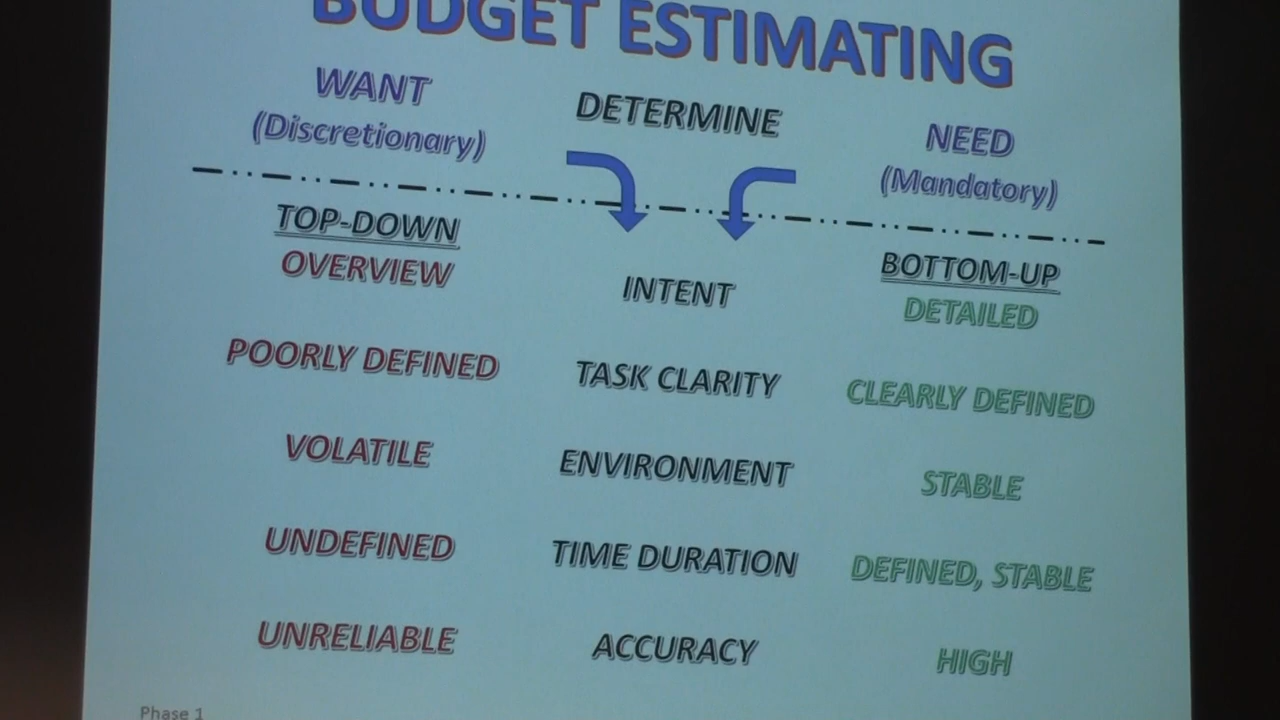 BUDGET ESTIMATING
WANT DETERMINE NEED
(Discretionary) (Mandatory)
TOP-DOWN BOTTOM-UP
OVERVIEW INTENT DETAILED
POORLY DEFINED TASK CLARITY CLEARLY DEFINED
VOLATILE ENVIRONMENT STABLE
UNDEFINED TIME DURATION DEFINED, STABLE
UNRELIABLE ACCURACY HIGH
Phase 1